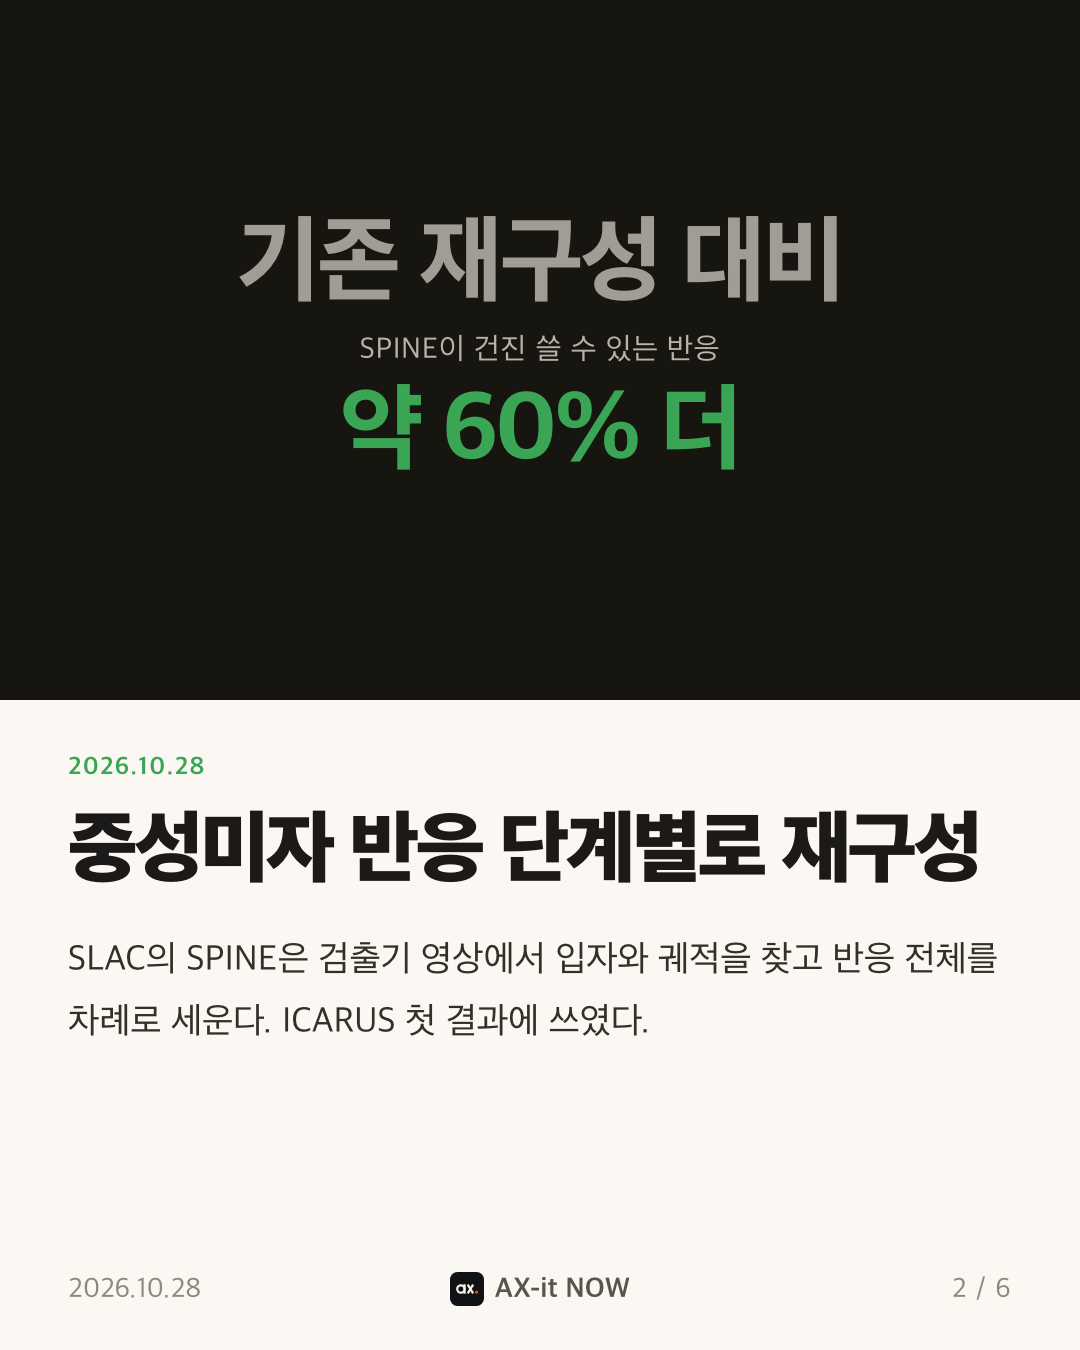 기존 재구성 대비
SPINE이 건진 쓸 수 있는 반응
약 60% 더
2026.10.28
중성미자 반응 단계별로 재구성
SLAC의 SPINE은 검출기 영상에서 입자와 궤적을 찾고 반응 전체를
차례로 세운다. ICARUS 첫 결과에 쓰였다.
2026.10.28
ax. AX-it NOW
2 / 6